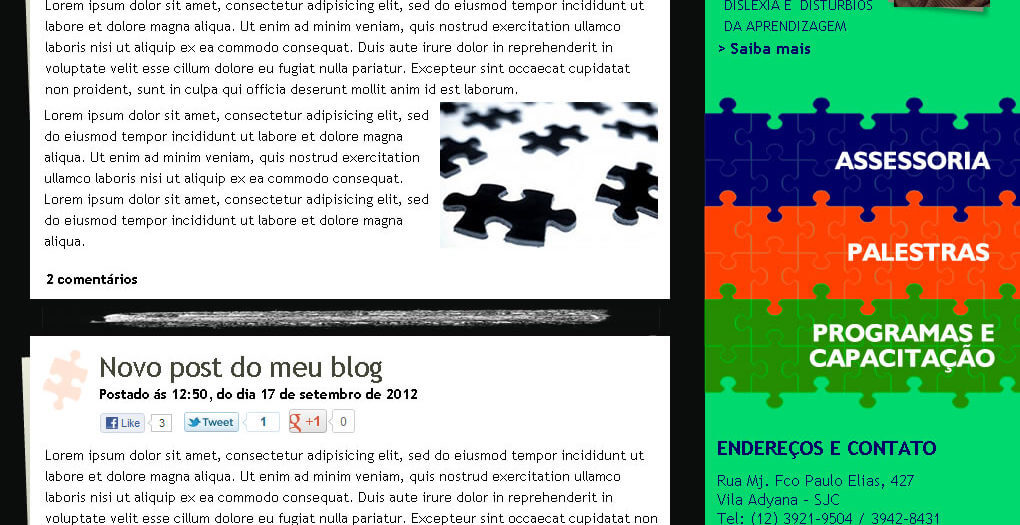 Lorem ipsum dolor sit amet, consectetur adipisicing elit, sed do eiusmod tempor incididunt ut
labore et dolore magna aliqua. Ut enim ad minim veniam, quis nostrud exercitation ullamco
laboris nisi ut aliquip ex ea commodo consequat. Duis aute irure dolor in reprehenderit in
voluptate velit esse cillum dolore eu fugiat nulla pariatur. Excepteur sint occaecat cupidatat
non proident, sunt in culpa qui officia deserunt mollit anim id est laborum.
Lorem ipsum dolor sit amet, consectetur adipisicing elit, sed
do eiusmod tempor incididunt ut labore et dolore magna
aliqua. Ut enim ad minim veniam, quis nostrud exercitation
ullamco laboris nisi ut aliquip ex ea commodo consequat.
Lorem ipsum dolor sit amet, consectetur adipisicing elit, sed
do eiusmod tempor incididunt ut labore et dolore magna
aliqua.
2 comentários
Novo post do meu blog
Postado ás 12:50, do dia 17 de setembro de 2012
Like 3 Tweet 1 g +1 0
Lorem ipsum dolor sit amet, consectetur adipisicing elit, sed do eiusmod tempor incididunt ut
labore et dolore magna aliqua. Ut enim ad minim veniam, quis nostrud exercitation ullamco
laboris nisi ut aliquip ex ea commodo consequat. Duis aute irure dolor in reprehenderit in
voluptate velit esse cillum dolore eu fugiat nulla pariatur. Excepteur sint occaecat cupidatat non
DISLEXIA E DISTÚRBIOS
DA APRENDIZAGEM
> Saiba mais
ASSESSORIA
PALESTRAS
PROGRAMAS E
CAPACITAÇÃO
ENDEREÇOS E CONTATO
Rua Mj. Fco Paulo Elias, 427
Vila Adyana - SJC
Tel: (12) 3921-9504 / 3942-8431